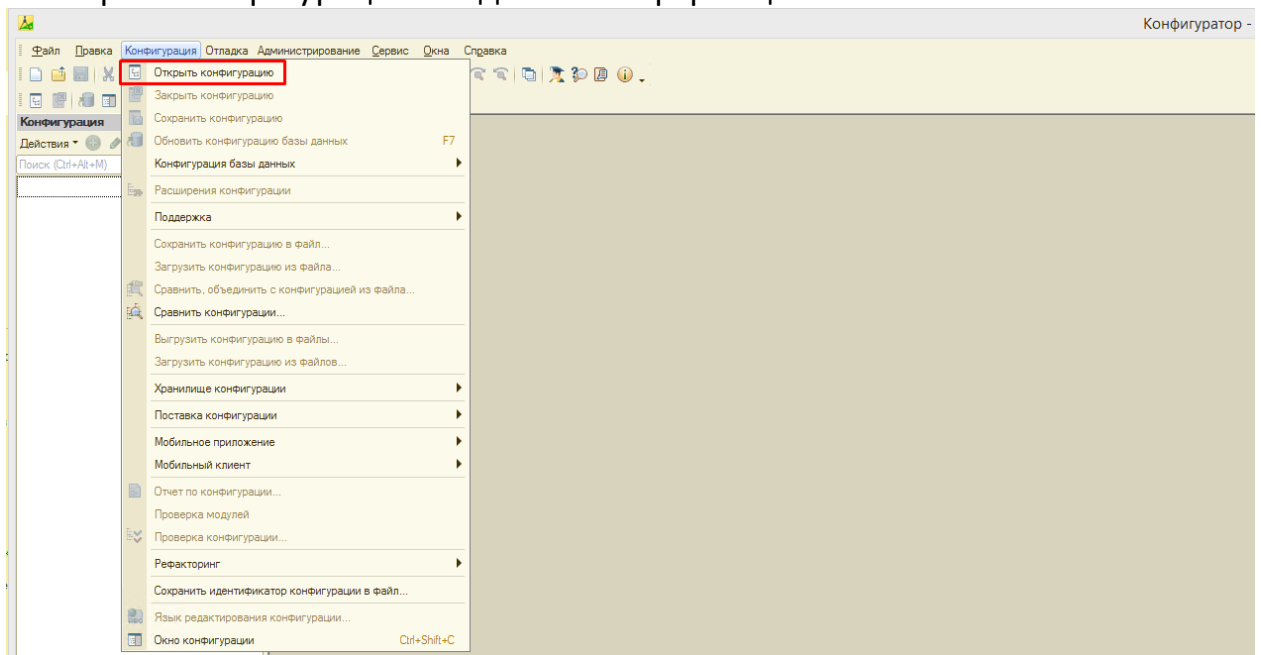 Конфигуратор -
Файл Правка Конфигурация Отладка Администрирование Сервис Окна Справка
Открыть конфигурацию
Закрыть конфигурацию
Конфигурация
Сохранить конфигурацию
Действия
Обновить конфигурацию базы данных F7
Поиск (Ctrl+Alt+M)
Конфигурация базы данных
Расширения конфигурации
Поддержка
Сохранить конфигурацию в файл...
Загрузить конфигурацию из файла...
Сравнить, объединить с конфигурацией из файла...
Сравнить конфигурации...
Выгрузить конфигурацию в файлы...
Загрузить конфигурацию из файлов...
Хранилище конфигурации
Поставка конфигурации
Мобильное приложение
Мобильный клиент
Отчет по конфигурации...
Проверка модулей
Проверка конфигурации...
Рефакторинг
Сохранить идентификатор конфигурации в файл...
Язык редактирования конфигурации...
Окно конфигурации Ctrl+Shift+C